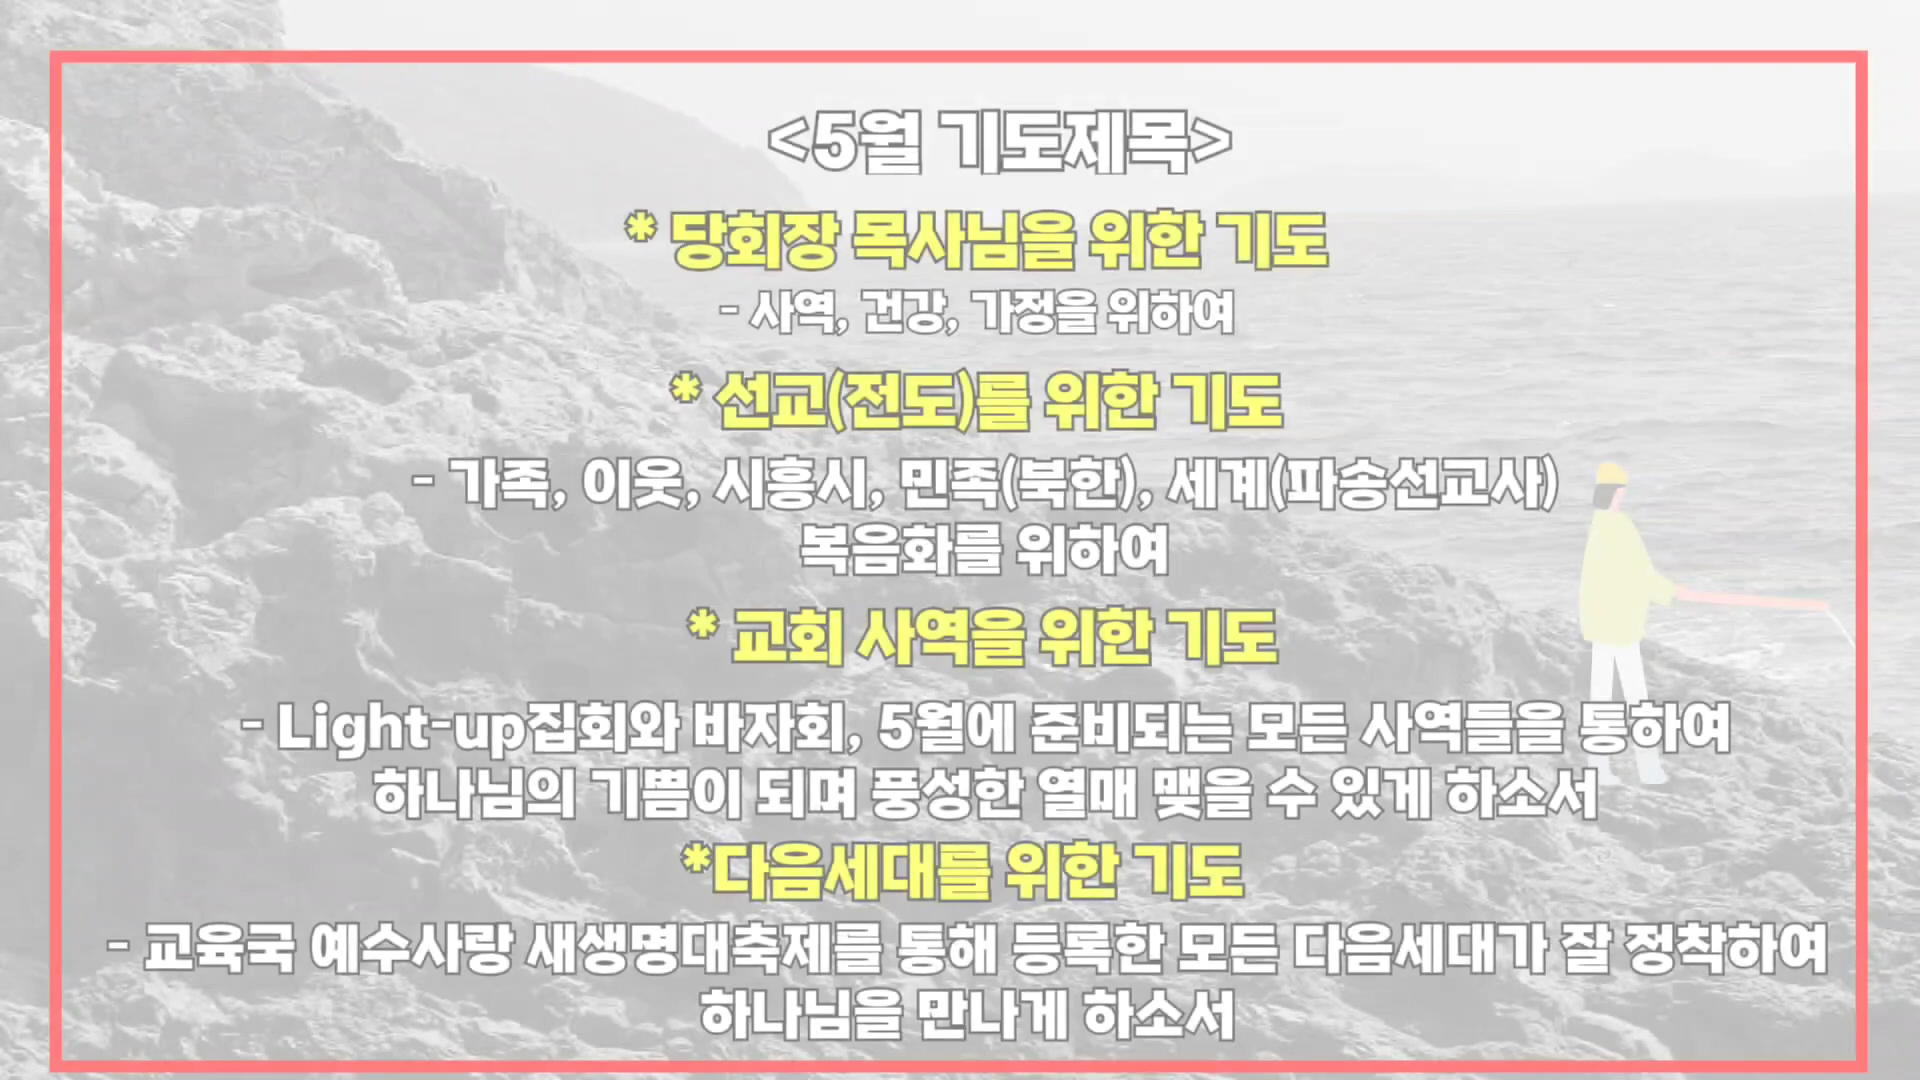 <5월 기도제목>
* 당회장 목사님을 위한 기도
- 사역, 건강, 가정을 위하여
* 선교(전도)를 위한 기도
- 가족, 이웃, 시흥시, 민족(북한), 세계(파송선교사)
복음화를 위하여
* 교회 사역을 위한 기도
- Light-up집회와 바자회, 5월에 준비되는 모든 사역들을 통하여
하나님의 기쁨이 되며 풍성한 열매 맺을 수 있게 하소서
*다음세대를 위한 기도
- 교육국 예수사랑 새생명대축제를 통해 등록한 모든 다음세대가 잘 정착하여
하나님을 만나게 하소서